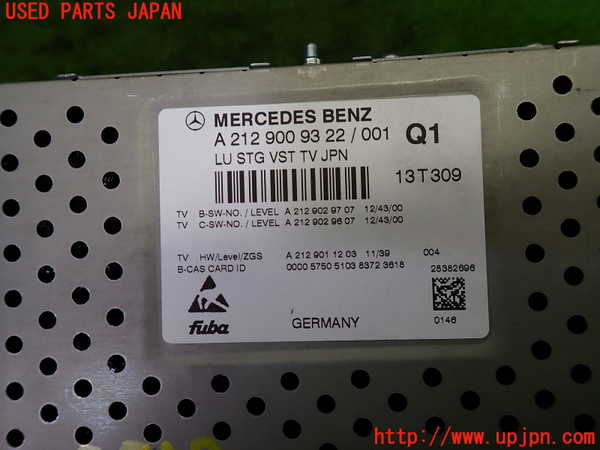 USED PARTS JAPAN
MERCEDES BENZ
A 212 900 93 22 / 001 Q1
LU STG VST TV JPN
13T309
TV B-SW-NO. / LEVEL A 212 902 97 07 12/43/00
TV C-SW-NO. / LEVEL A 212 902 96 07 12/43/00
TV HW/Level/ZGS A 212 901 12 03 11/39 004
B-CAS CARD ID 0000 5750 5103 8372 3618 28382696
fuba
GERMANY
0146
http://www.upjpn.com/